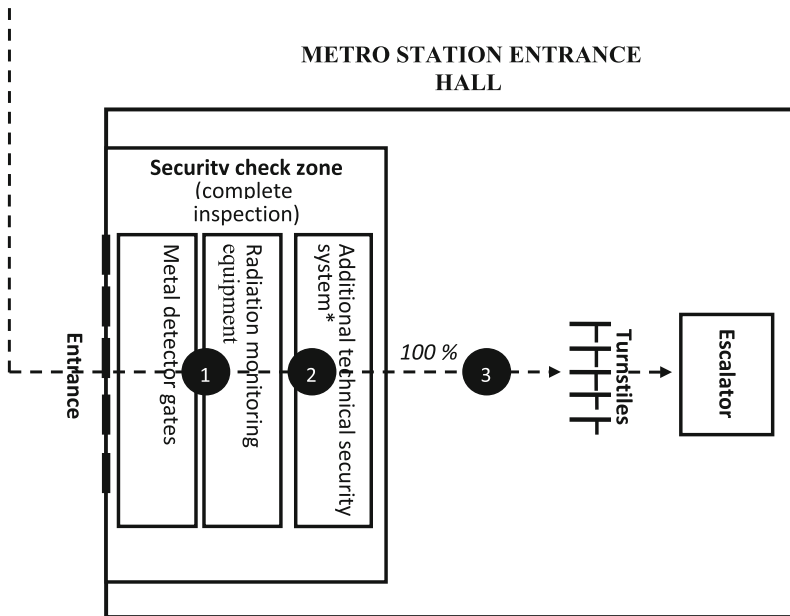 METRO STATION ENTRANCE
HALL
Security check zone
(complete
inspection)
Entrance
Metal detector gates
1
Radiation monitoring
equipment
2
Additional technical security
system*
100 %
3
Turnstiles
Escalator